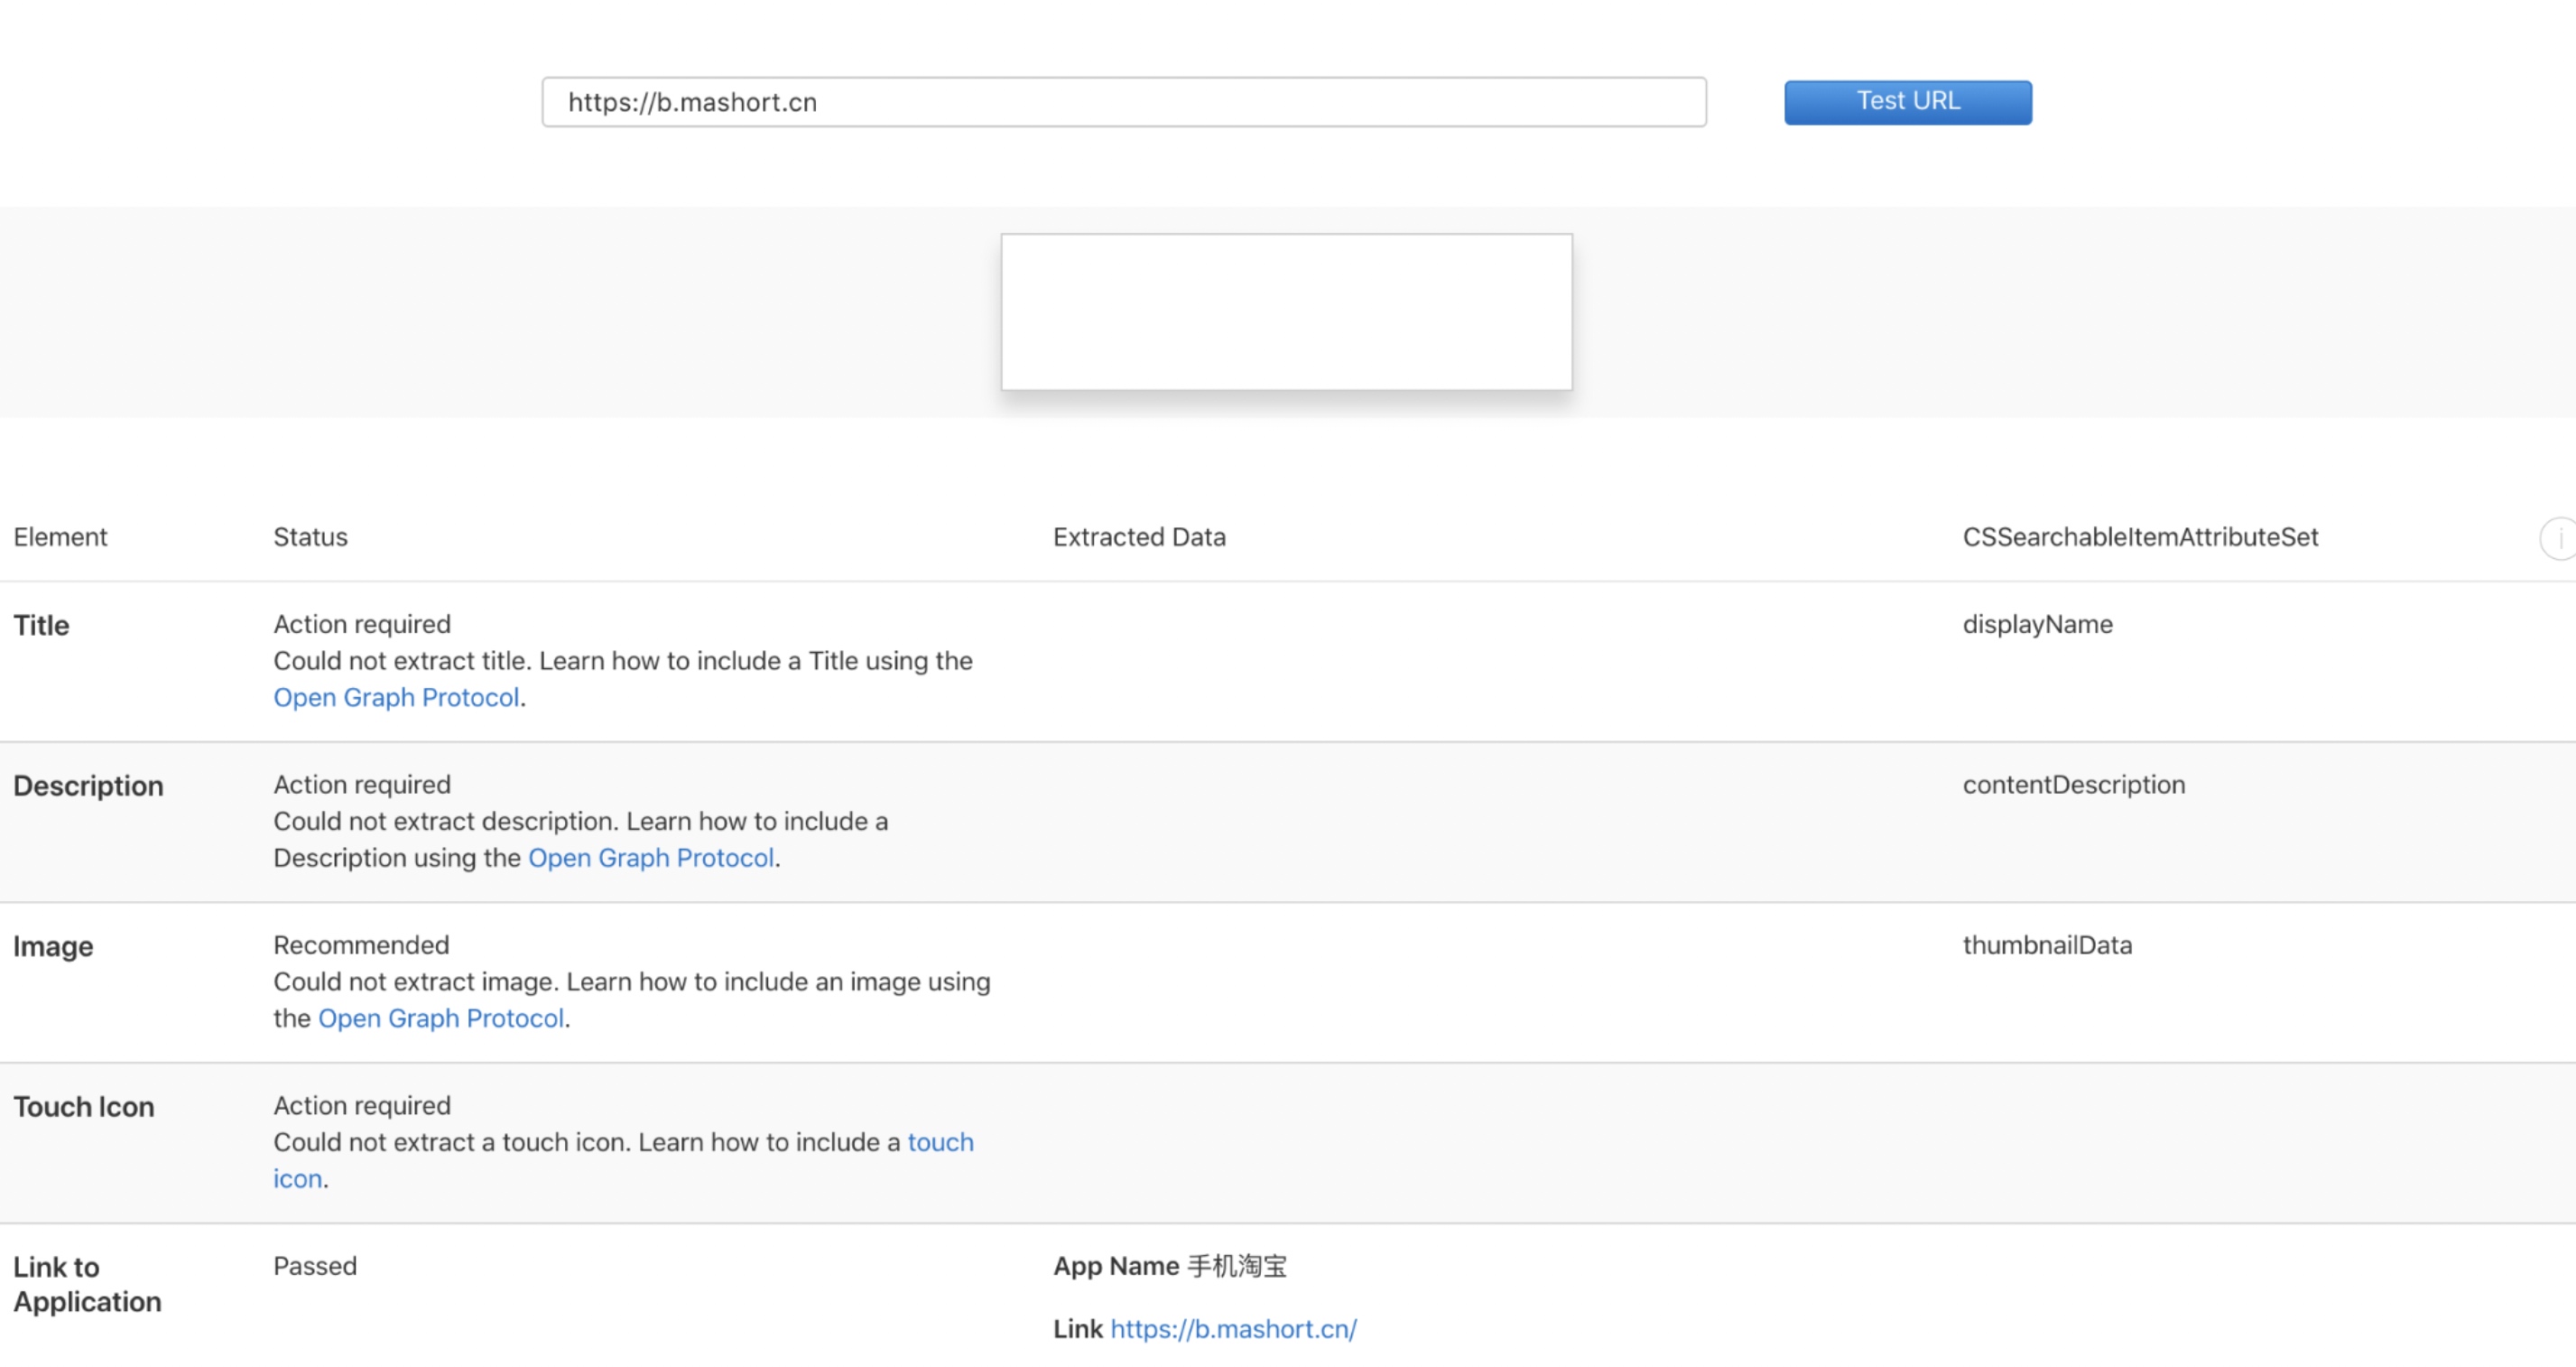 https://b.mashort.cn
Test URL
Element Status Extracted Data CSSearchableItemAttributeSet i
Title Action required displayName
Could not extract title. Learn how to include a Title using the
Open Graph Protocol.
Description Action required contentDescription
Could not extract description. Learn how to include a
Description using the Open Graph Protocol.
Image Recommended thumbnailData
Could not extract image. Learn how to include an image using
the Open Graph Protocol.
Touch Icon Action required
Could not extract a touch icon. Learn how to include a touch
icon.
Link to Passed App Name 手机淘宝
Application
Link https://b.mashort.cn/